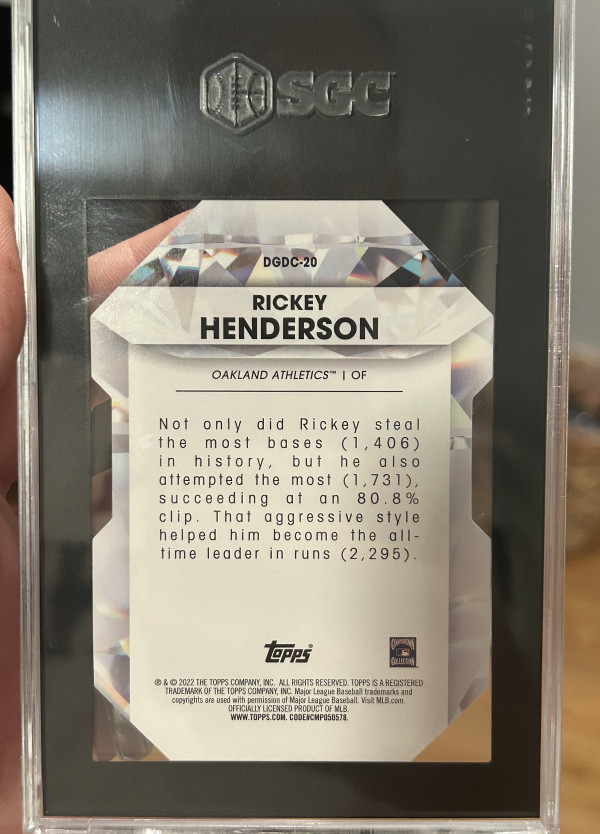 SGC
DGDC-20
RICKEY
HENDERSON
OAKLAND ATHLETICS™ | OF
Not only did Rickey steal
the most bases (1,406)
in history, but he also
attempted the most (1,731),
succeeding at an 80.8%
clip. That aggressive style
helped him become the all-
time leader in runs (2,295).
topps®
COOPERSTOWN
COLLECTION
® & © 2022 THE TOPPS COMPANY, INC. ALL RIGHTS RESERVED. TOPPS IS A REGISTERED
TRADEMARK OF THE TOPPS COMPANY, INC. Major League Baseball trademarks and
copyrights are used with permission of Major League Baseball. Visit MLB.com.
OFFICIALLY LICENSED PRODUCT OF MLB.
WWW.TOPPS.COM. CODE#CMP050578.